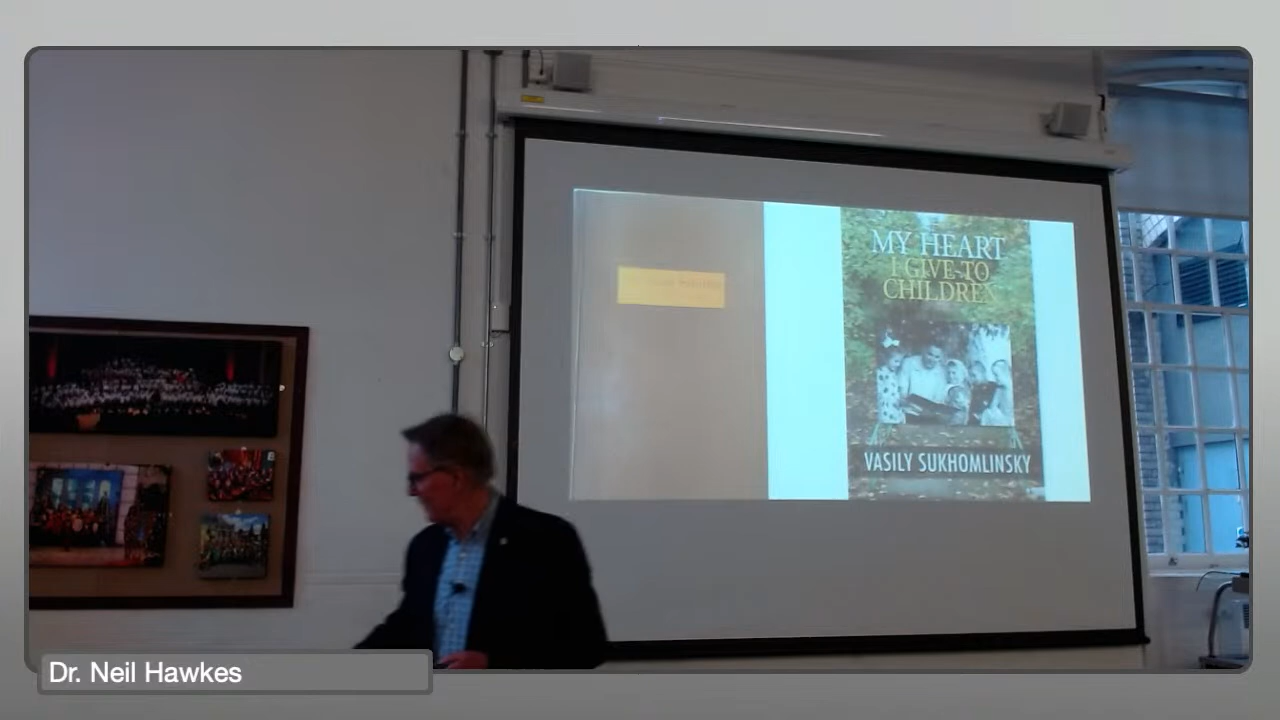 MY HEART
I GIVE TO
CHILDREN
VASILY SUKHOMLINSKY
Dr. Neil Hawkes